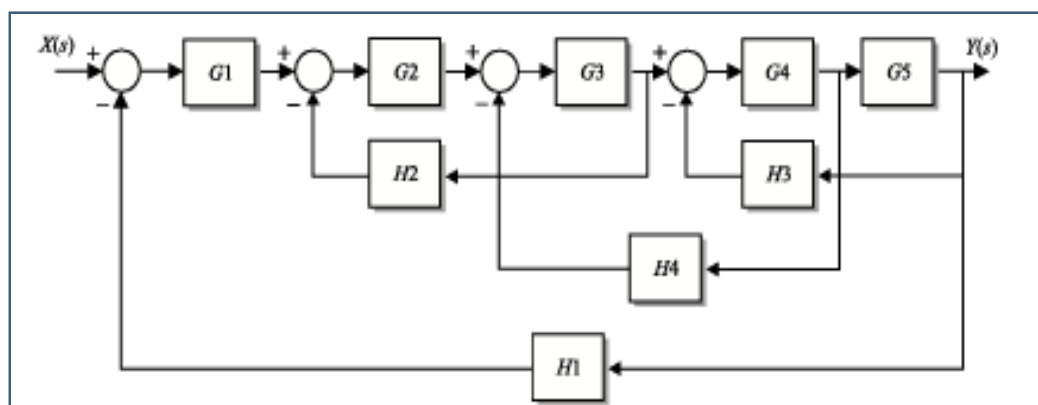 X(s) + G1 + G2 + G3 + G4 G5 Y(s)
− − − −
H2 H3
H4
H1